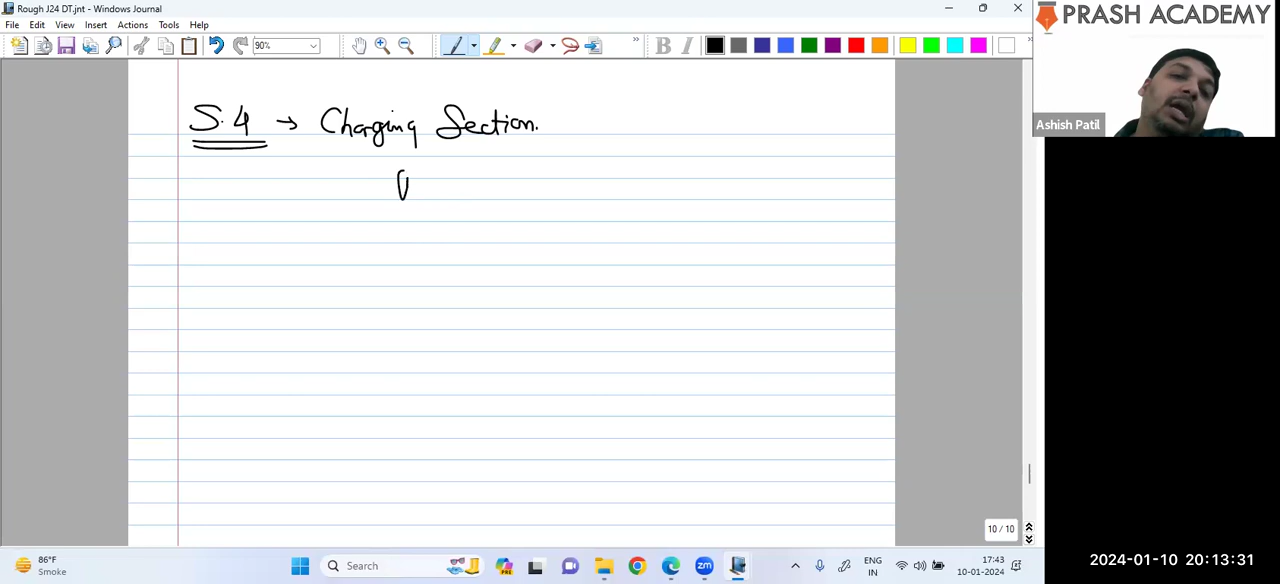 Rough J24 DT.jnt - Windows Journal
File Edit View Insert Actions Tools Help
90%
B I
PRASH ACADEMY
Ashish Patil
S.4 → Charging Section.
10 / 10
86°F
Smoke
Search
PRE
zm
ENG
IN
17:43
10-01-2024
2024-01-10 20:13:31